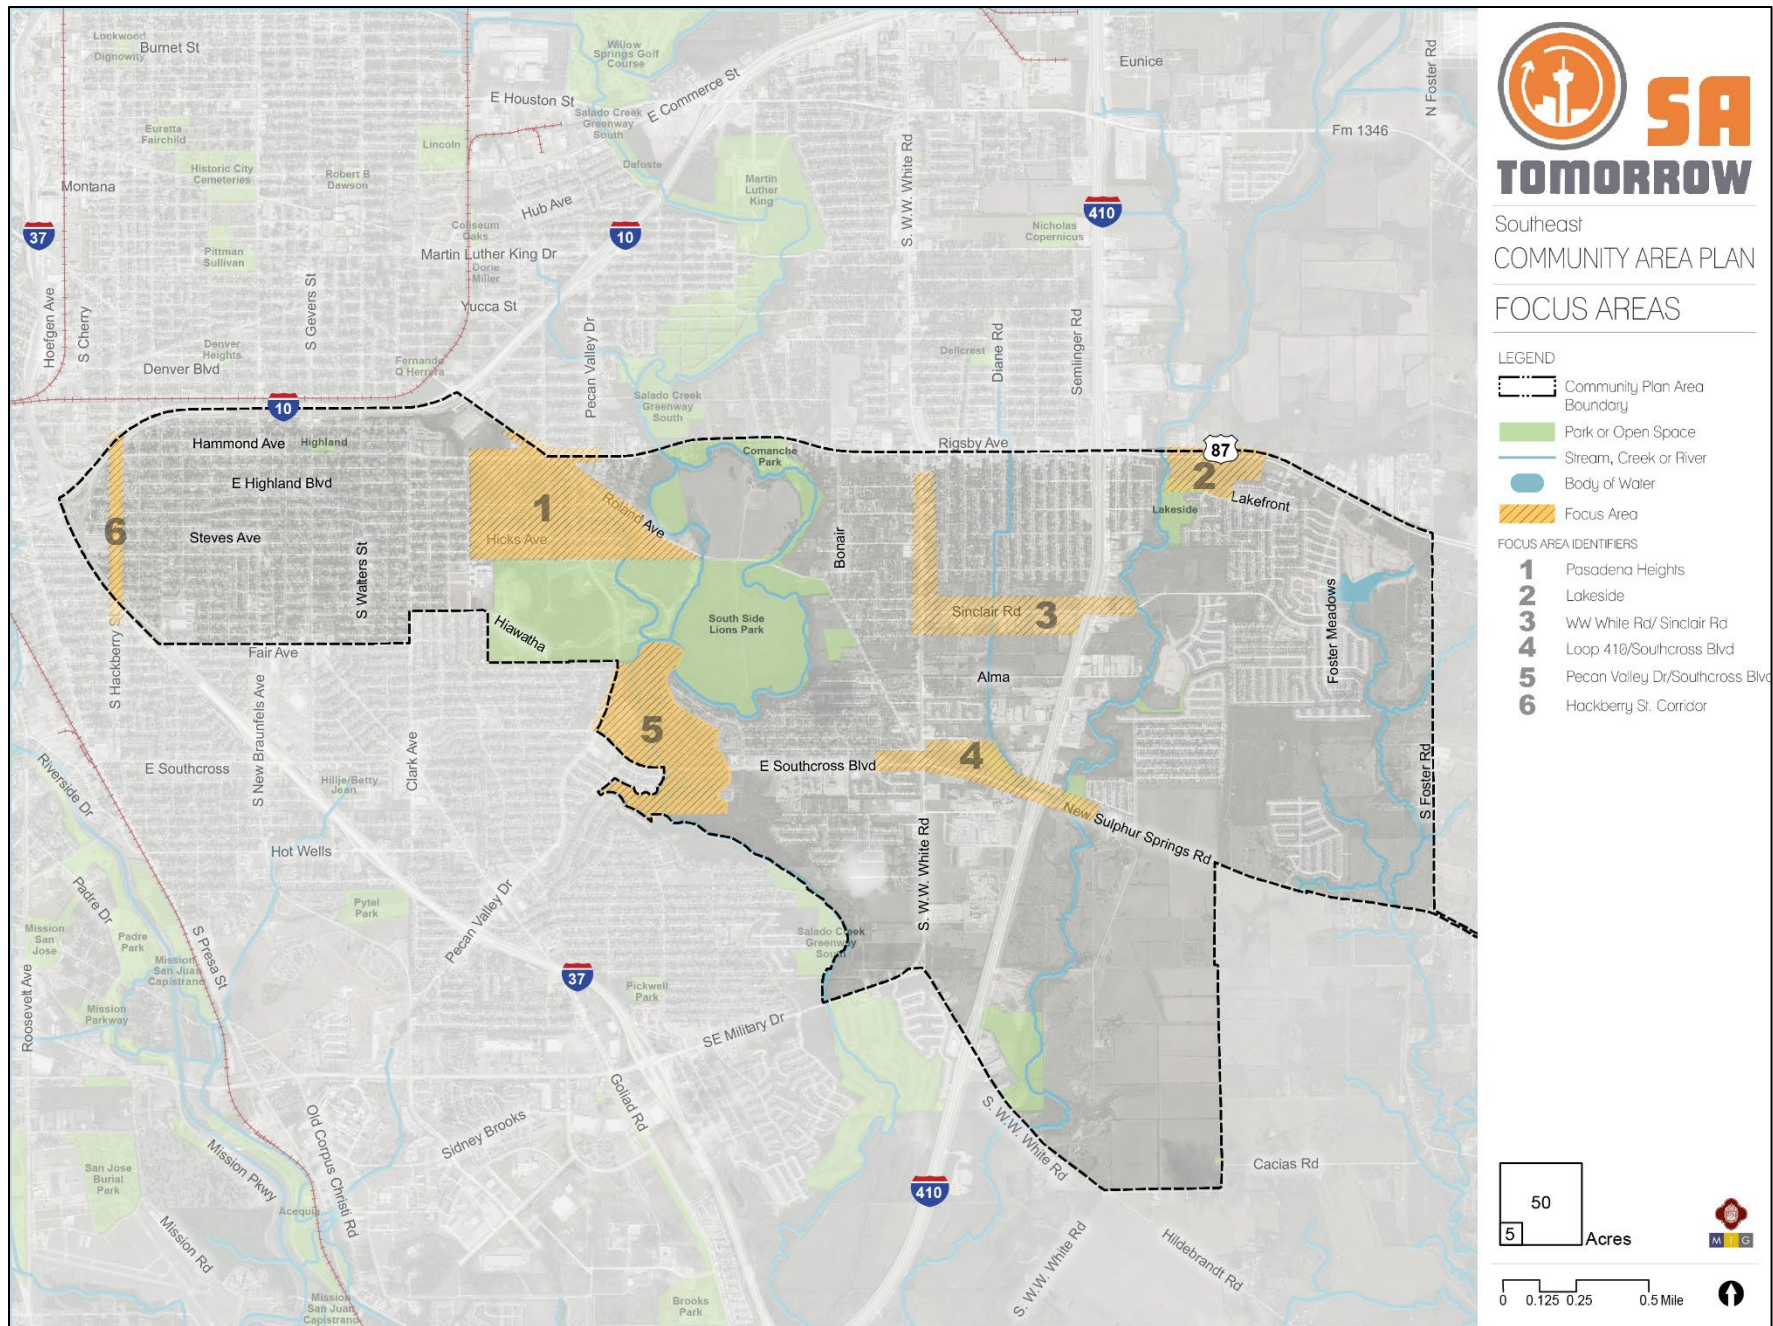 Lockwood
Dignowity
Burnet St
Willow
Springs Golf
Course
Eunice
N Foster Rd
E Houston St
E Commerce St
Salado Creek
Greenway
South
Fm 1346
Euretta
Fairchild
Lincoln
S. W.W. White Rd
Historic City
Cemeteries
Robert B
Dawson
Dafoste
Martin
Luther
King
Montana
Hub Ave
37
10
410
Coliseum
Oaks
Nicholas
Copernicus
Pittman
Sullivan
Martin Luther King Dr
Dorie
Miller
Yucca St
Hoefgen Ave
S Cherry
S Gevers St
Pecan Valley Dr
Diane Rd
Semlinger Rd
Denver
Heights
Denver Blvd
Fernando
Q Herrera
Dellcrest
Salado Creek
Greenway
South
10
Hammond Ave
Highland
Rigsby Ave
87
Comanche
Park
E Highland Blvd
1
2
Lakefront
Roland Ave
Lakeside
6
Steves Ave
Hicks Ave
S Walters St
Bonair
Sinclair Rd
3
South Side
Lions Park
Hiawatha
Foster Meadows
Fair Ave
S Hackberry St
Alma
S New Braunfels Ave
Clark Ave
5
4
E Southcross
E Southcross Blvd
Hillje/Betty
Jean
Riverside Dr
S Foster Rd
New Sulphur Springs Rd
Hot Wells
S. W.W. White Rd
Padre Dr
Pecan Valley Dr
Pytel
Park
Mission
San
Jose
Padre
Park
S Presa St
Salado Creek
Greenway
South
Mission
San Juan
Capistrano
37
Pickwell
Park
Roosevelt Ave
Mission
Parkway
SE Military Dr
Goliad Rd
Old Corpus Christi Rd
Sidney Brooks
S. W.W. White Rd
San Jose
Burial
Park
Mission Pkwy
Cacias Rd
410
Acequia
Mission Rd
S. W.W. White Rd
Hildebrandt Rd
Mission
San Juan
Capistrano
Brooks
Park
SA
TOMORROW
Southeast
COMMUNITY AREA PLAN
FOCUS AREAS
LEGEND
Community Plan Area
Boundary
Park or Open Space
Stream, Creek or River
Body of Water
Focus Area
FOCUS AREA IDENTIFIERS
1 Pasadena Heights
2 Lakeside
3 WW White Rd/ Sinclair Rd
4 Loop 410/Southcross Blvd
5 Pecan Valley Dr/Southcross Blvd
6 Hackberry St. Corridor
50
5
Acres
M I G
0 0.125 0.25 0.5 Mile